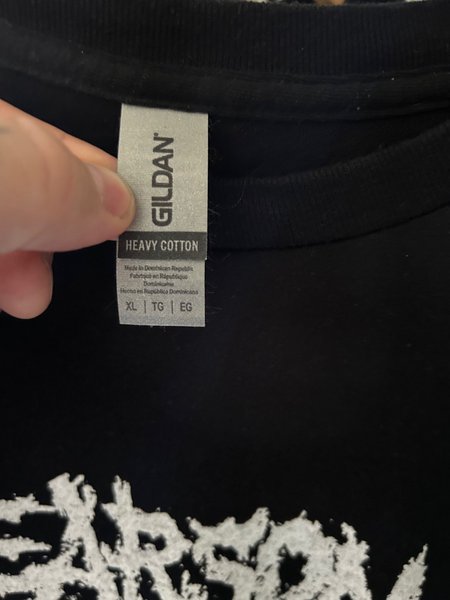 GILDAN
HEAVY COTTON
Made in Dominican Republic
Fabriqué en République
Dominicaine
Hecho en República Dominicana
XL | TG | EG